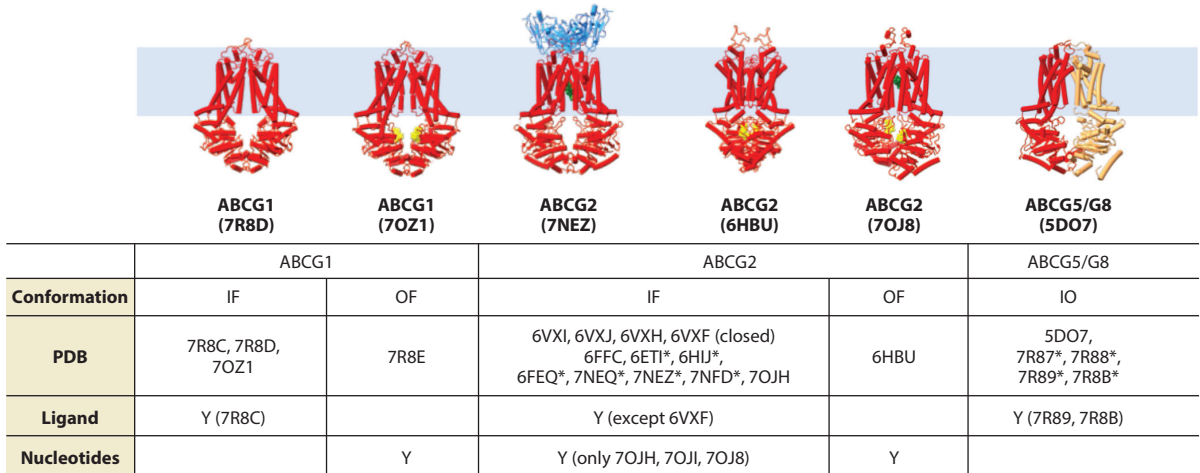 ABCG1 (7R8D)
ABCG1 (7OZ1)
ABCG2 (7NEZ)
ABCG2 (6HBU)
ABCG2 (7OJ8)
ABCG5/G8 (5DO7)
ABCG1 ABCG2 ABCG5/G8
Conformation IF OF IF OF IO
PDB
7R8C, 7R8D,
7OZ1
7R8E
6VXI, 6VXJ, 6VXH, 6VXF (closed)
6FFC, 6ETI*, 6HIJ*,
6FEQ*, 7NEQ*, 7NEZ*, 7NFD*, 7OJH
6HBU
5DO7,
7R87*, 7R88*,
7R89*, 7R8B*
Ligand Y (7R8C) Y (except 6VXF) Y (7R89, 7R8B)
Nucleotides Y Y (only 7OJH, 7OJI, 7OJ8) Y